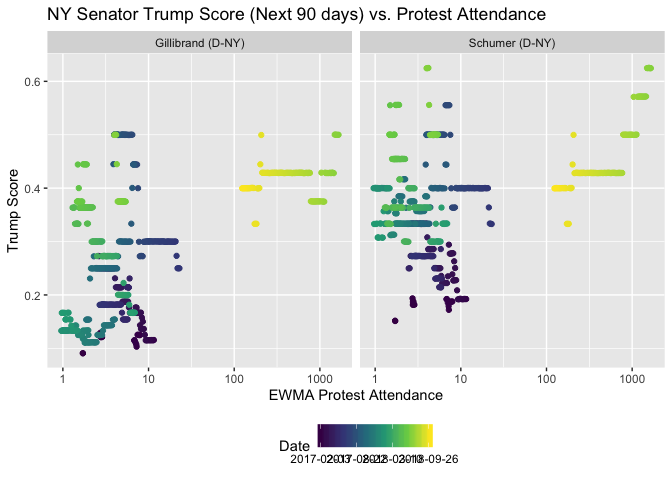 NY Senator Trump Score (Next 90 days) vs. Protest Attendance
Gillibrand (D-NY) Schumer (D-NY)
Trump Score
0.6
0.4
0.2
1 10 100 1000 1 10 100 1000
EWMA Protest Attendance
Date